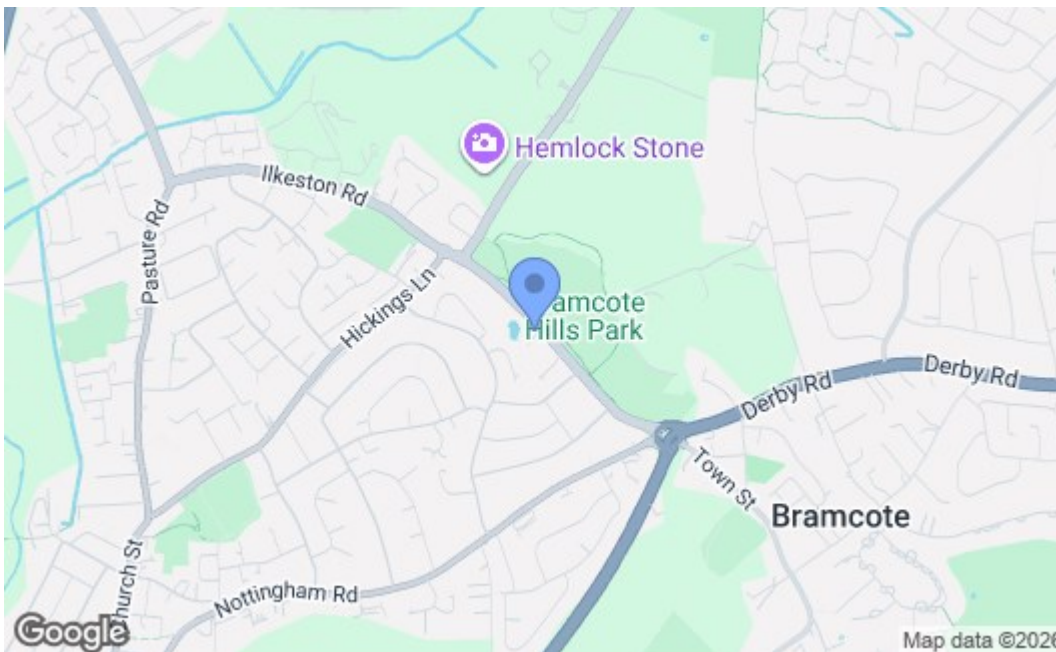 Hemlock Stone
Ilkeston Rd
Pasture Rd
Hickings Ln
amcote
Hills Park
Derby Rd
Derby Rd
Town St
Bramcote
Church St
Nottingham Rd
Google
Map data ©2026